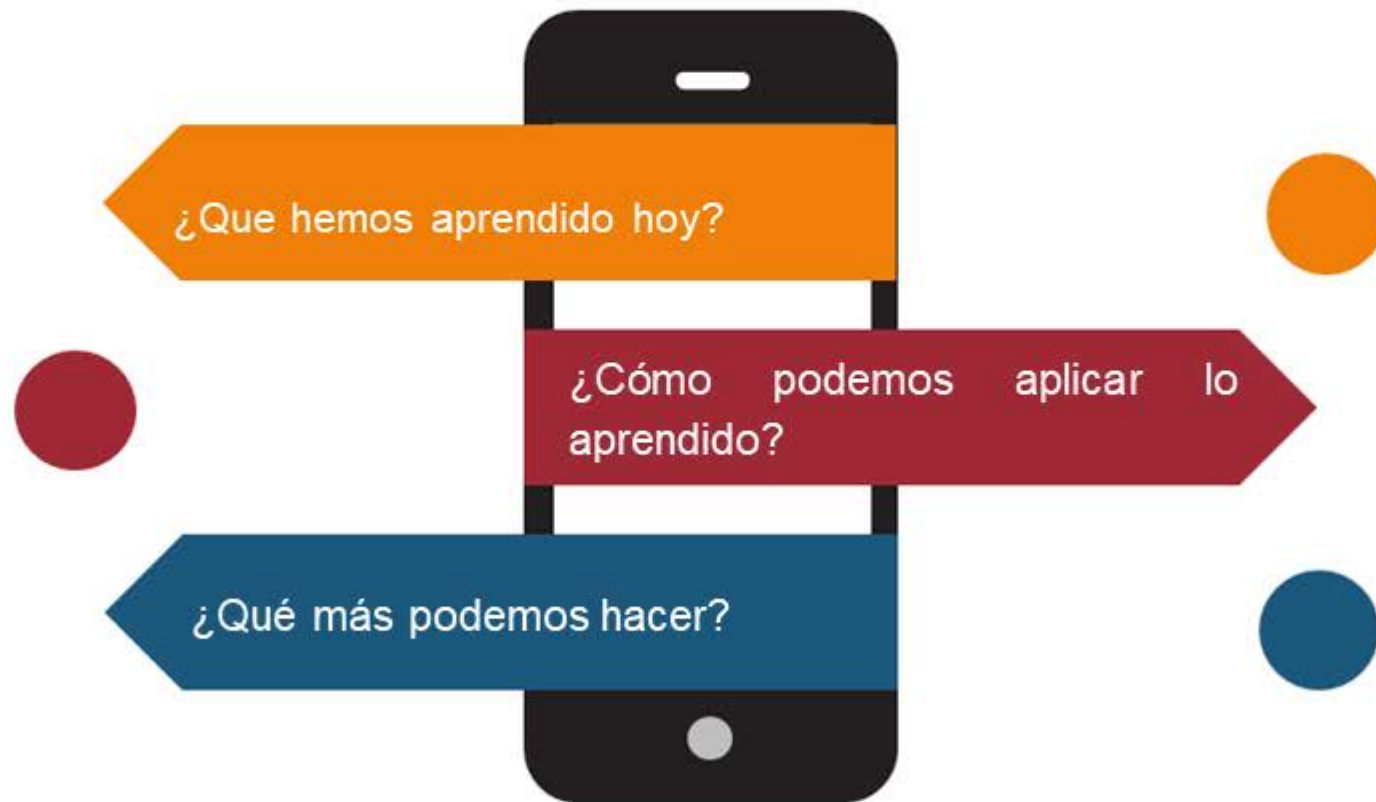 ¿Que hemos aprendido hoy?
¿Cómo podemos aplicar lo
aprendido?
¿Qué más podemos hacer?